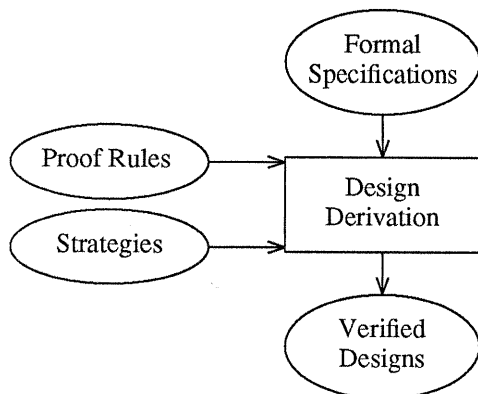 Formal
Specifications
Proof Rules
Design
Derivation
Strategies
Verified
Designs